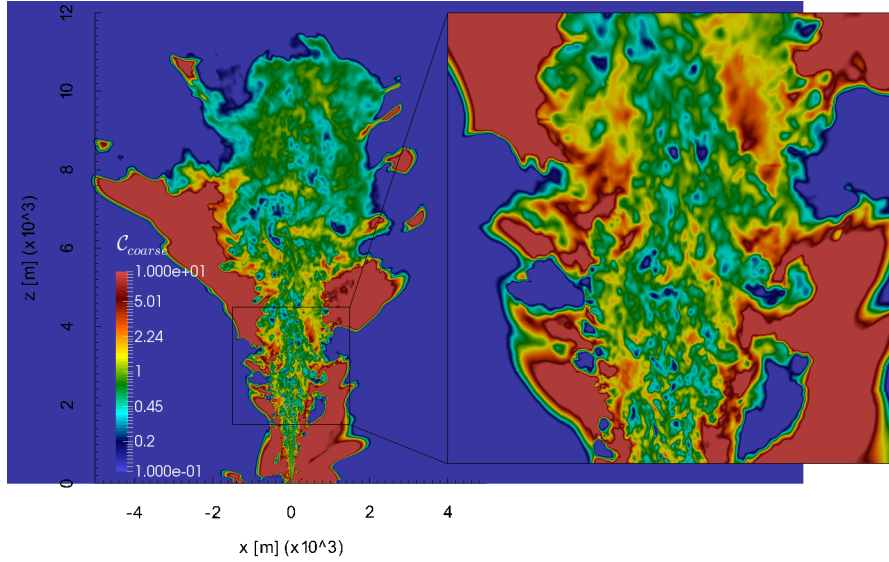 12
10
8
6
4
2
0
z [m] (x10^3)
𝒞coarse
1.000e+01
5.01
2.24
1
0.45
0.2
1.000e-01
-4 -2 0 2 4
x [m] (x10^3)